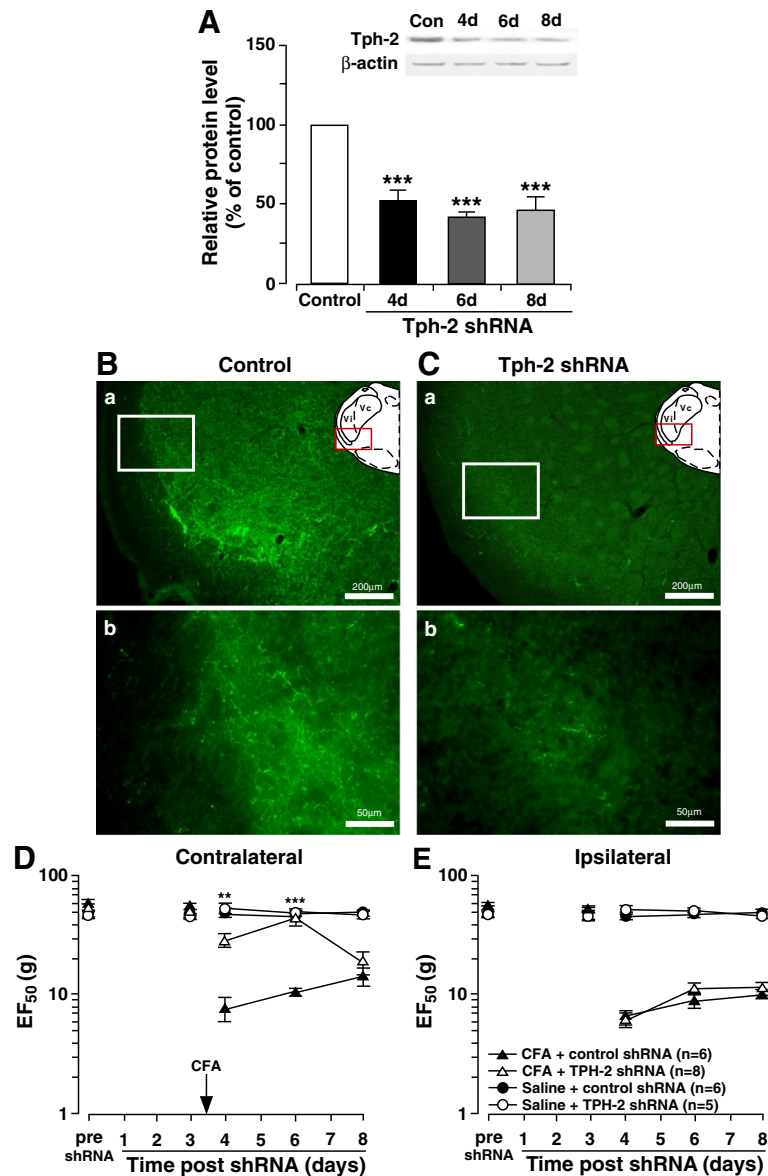 A
Con 4d 6d 8d
Tph-2
β-actin
150
100
50
0
Relative protein level
(% of control)
***
***
***
Control 4d 6d 8d
Tph-2 shRNA
B Control
a
Vi Vc
200μm
b
50μm
C Tph-2 shRNA
a
Vi Vc
200μm
b
50μm
D Contralateral
100
10
1
EF50 (g)
** ***
CFA
pre
shRNA
1 2 3 4 5 6 7 8
Time post shRNA (days)
E Ipsilateral
100
10
1
EF50 (g)
CFA + control shRNA (n=6)
CFA + TPH-2 shRNA (n=8)
Saline + control shRNA (n=6)
Saline + TPH-2 shRNA (n=5)
pre
shRNA
1 2 3 4 5 6 7 8
Time post shRNA (days)